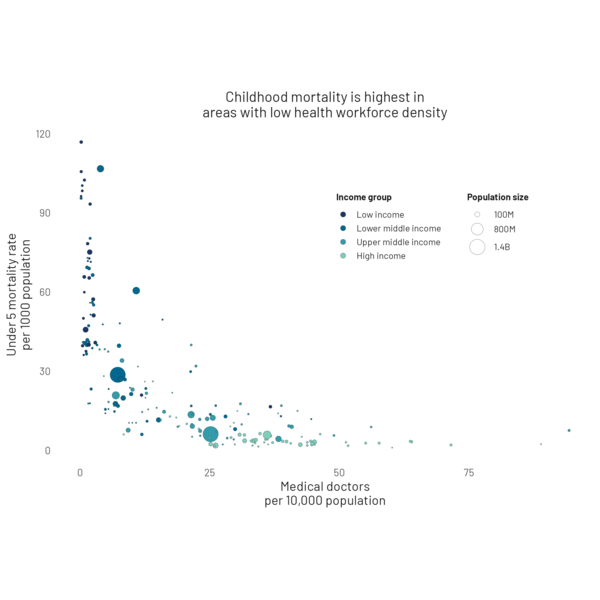 Childhood mortality is highest in
areas with low health workforce density
120
90
60
30
0
Under 5 mortality rate
per 1000 population
Income group
Low income
Lower middle income
Upper middle income
High income
Population size
100M
800M
1.4B
0
25
50
75
Medical doctors
per 10,000 population